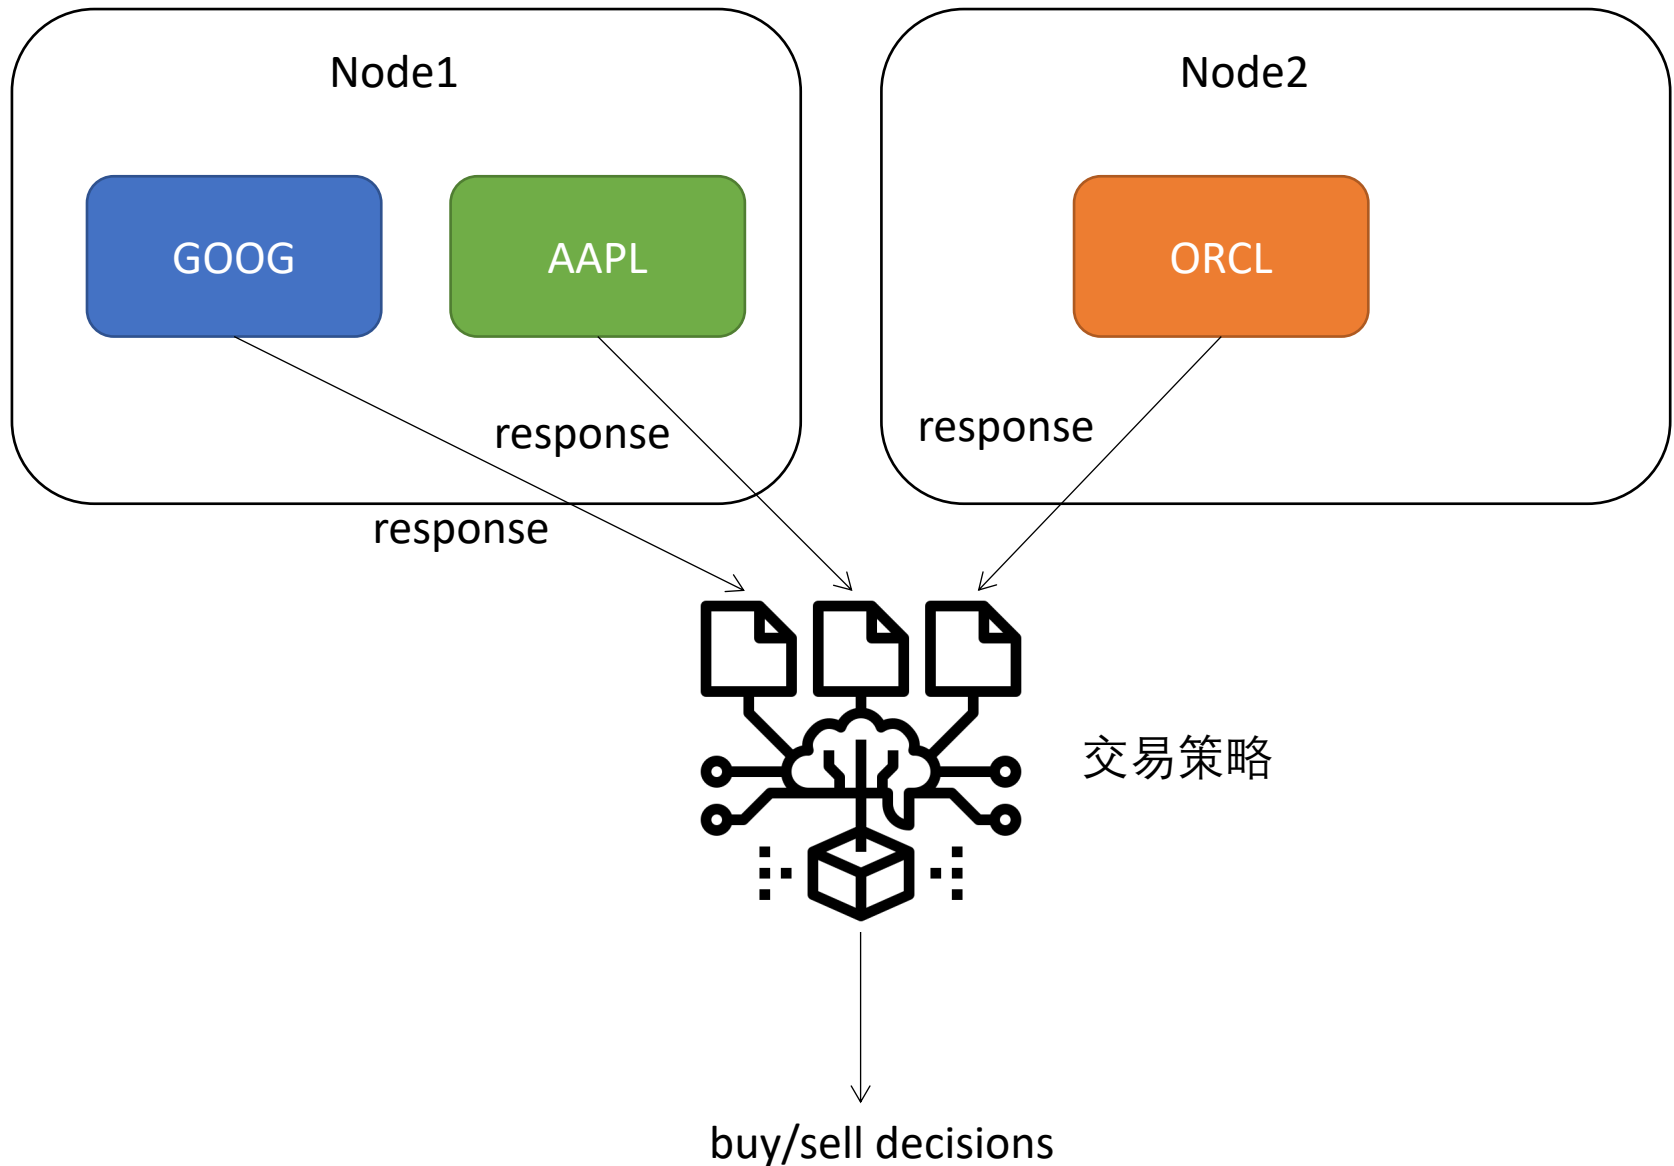 Node1
Node2
GOOG
AAPL
ORCL
response
response
response
交易策略
buy/sell decisions